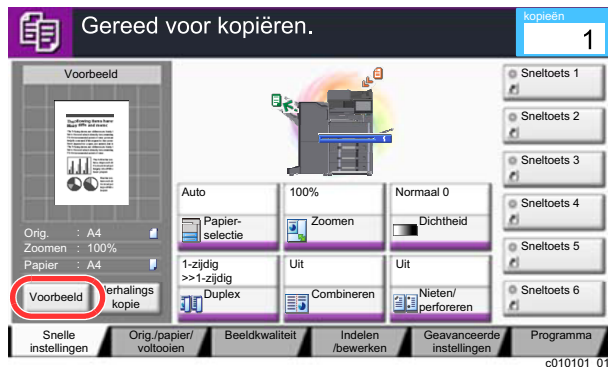 Gereed voor kopiëren.
kopieën
1
Voorbeeld
Orig. : A4
Zoomen : 100%
Papier : A4
Voorbeeld
kopie
Auto
Papier-
selectie
100%
Zoomen
Normaal 0
Dichtheid
1-zijdig
>>1-zijdig
Duplex
Uit
Combineren
Uit
Nieten/
perforeren
Sneltoets 1
Sneltoets 2
Sneltoets 3
Sneltoets 4
Sneltoets 5
Sneltoets 6
Snelle
instellingen
Orig./papier/
voltooien
Beeldkwaliteit
Indelen
/bewerken
Geavanceerde
instellingen
Programma
c010101_01